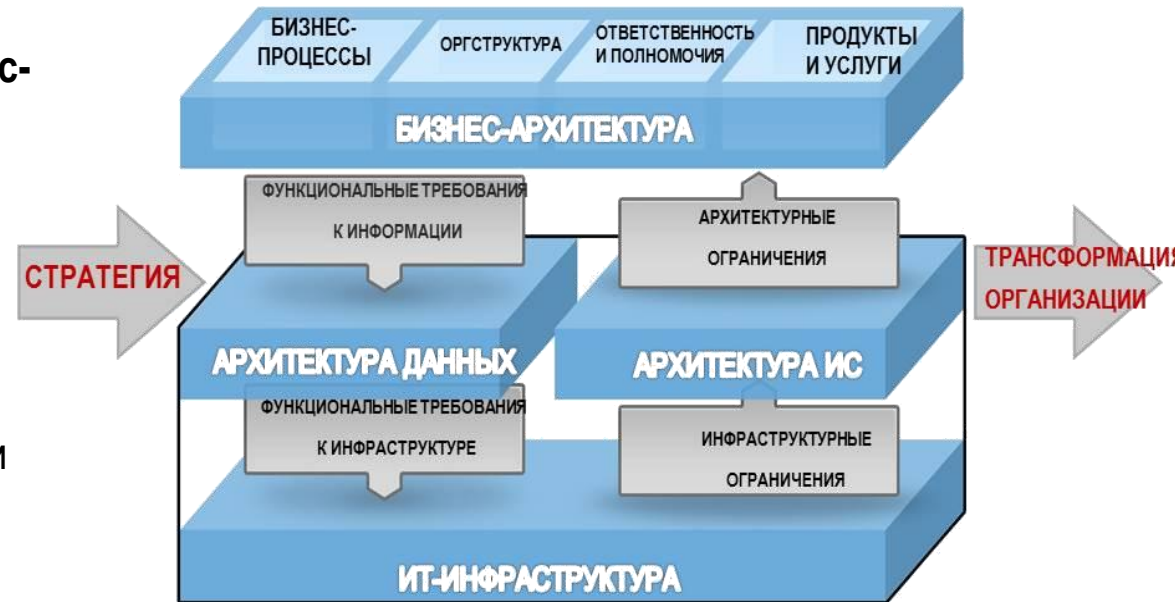 БИЗНЕС-
ПРОЦЕССЫ
ОРГСТРУКТУРА
ОТВЕТСТВЕННОСТЬ
И ПОЛНОМОЧИЯ
ПРОДУКТЫ
И УСЛУГИ
с-
БИЗНЕС-АРХИТЕКТУРА
ФУНКЦИОНАЛЬНЫЕ ТРЕБОВАНИЯ
К ИНФОРМАЦИИ
АРХИТЕКТУРНЫЕ
ОГРАНИЧЕНИЯ
СТРАТЕГИЯ
ТРАНСФОРМАЦИЯ
ОРГАНИЗАЦИИ
АРХИТЕКТУРА ДАННЫХ
АРХИТЕКТУРА ИС
ФУНКЦИОНАЛЬНЫЕ ТРЕБОВАНИЯ
К ИНФРАСТРУКТУРЕ
ИНФРАСТРУКТУРНЫЕ
ОГРАНИЧЕНИЯ
и
ИТ-ИНФРАСТРУКТУРА